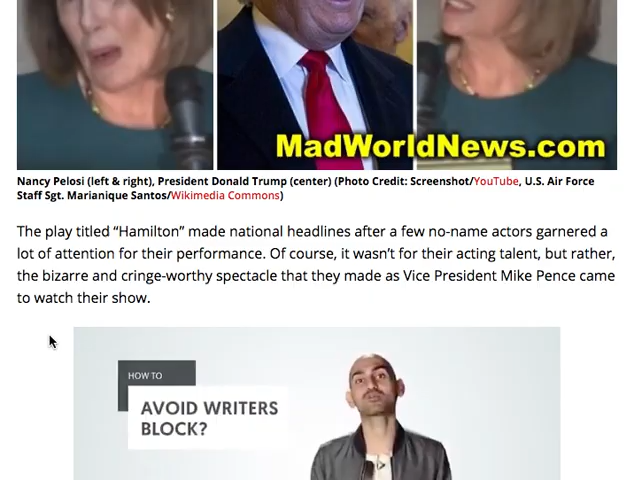 MadWorldNews.com
Nancy Pelosi (left & right), President Donald Trump (center) (Photo Credit: Screenshot/YouTube, U.S. Air Force
Staff Sgt. Marianique Santos/Wikimedia Commons)
The play titled “Hamilton” made national headlines after a few no-name actors garnered a
lot of attention for their performance. Of course, it wasn’t for their acting talent, but rather,
the bizarre and cringe-worthy spectacle that they made as Vice President Mike Pence came
to watch their show.
HOW TO
AVOID WRITERS
BLOCK?